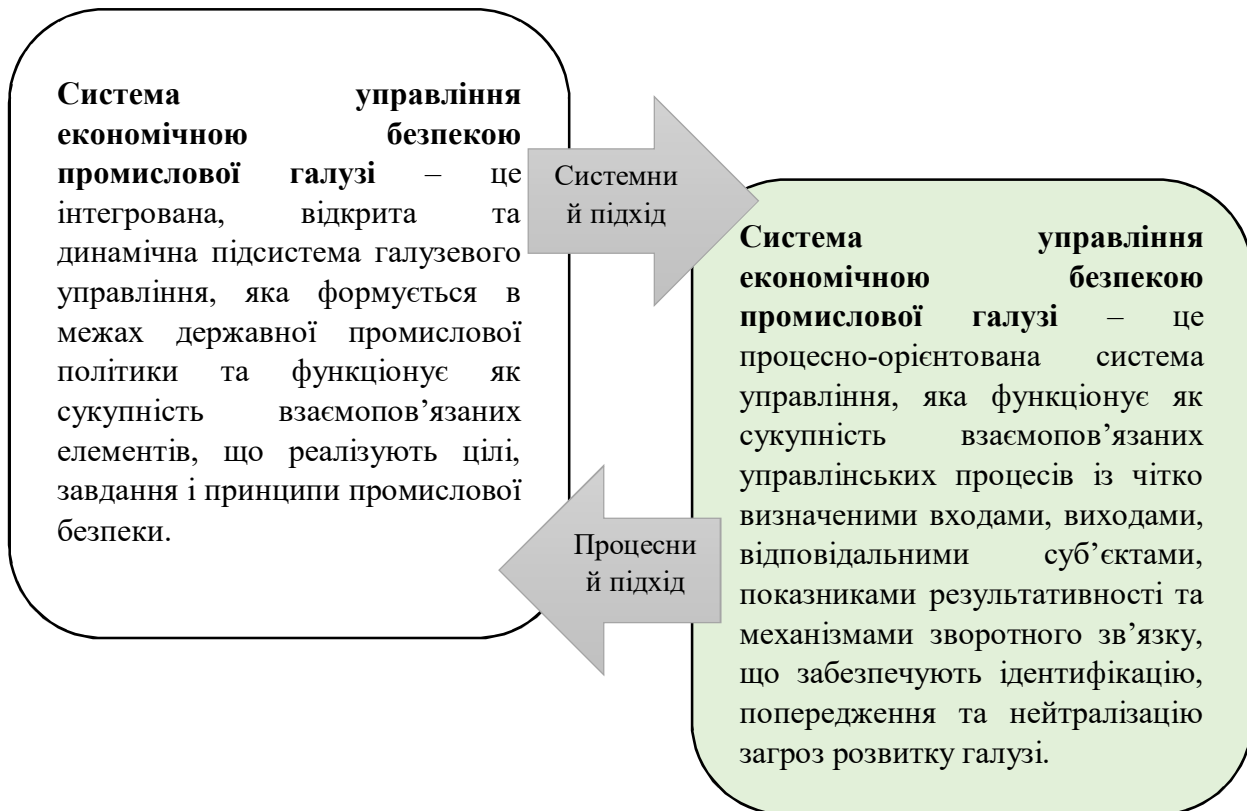 Система управління
економічною безпекою
промислової галузі – це
інтегрована, відкрита та
динамічна підсистема галузевого
управління, яка формується в
межах державної промислової
політики та функціонує як
сукупність взаємопов’язаних
елементів, що реалізують цілі,
завдання і принципи промислової
безпеки.
Системни
й підхід
Процесни
й підхід
Система управління
економічною безпекою
промислової галузі – це
процесно-орієнтована система
управління, яка функціонує як
сукупність взаємопов’язаних
управлінських процесів із чітко
визначеними входами, виходами,
відповідальними суб’єктами,
показниками результативності та
механізмами зворотного зв’язку,
що забезпечують ідентифікацію,
попередження та нейтралізацію
загроз розвитку галузі.